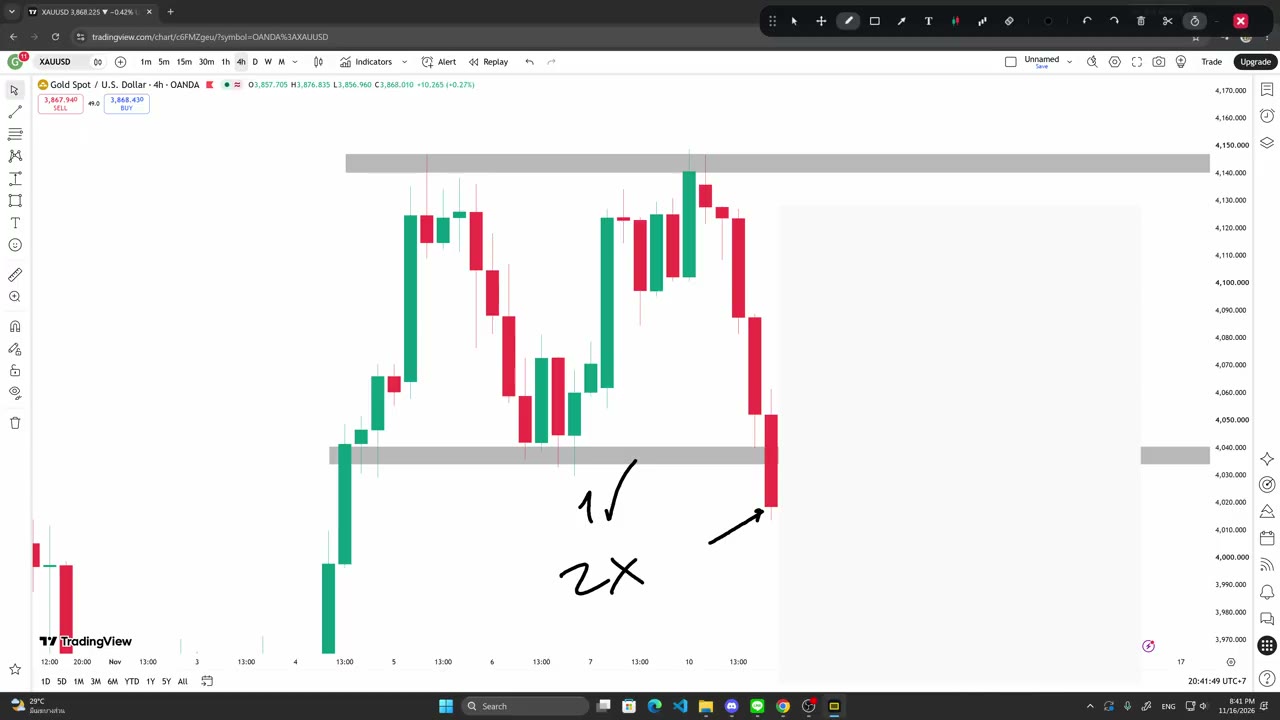 XAUUSD ▼ −0.42%
tradingview.com/chart/c6FMZgeu/?symbol=OANDA%3AXAUUSD
G 11 XAUUSD 1m 5m 15m 30m 1h 4h D W M Indicators Alert Replay Unnamed Save Trade Upgrade
Gold Spot / U.S. Dollar · 4h · OANDA O3,857.705 H3,876.835 L3,856.960 C3,868.010 +10.265 (+0.27%)
3,867.940 SELL 49.0 3,868.430 BUY
4,170.000
4,160.000
4,150.000
4,140.000
4,130.000
4,120.000
4,110.000
4,100.000
4,090.000
4,080.000
4,070.000
4,060.000
4,050.000
4,040.000
4,030.000
4,020.000
4,010.000
4,000.000
3,990.000
3,980.000
3,970.000
1√
2X
TradingView
12:00 20:00 Nov 13:00 3 13:00 4 13:00 5 13:00 6 13:00 7 13:00 10 13:00 17
1D 5D 1M 3M 6M YTD 1Y 5Y All 20:41:49 UTC+7
29°C
Search
ENG
8:41 PM
11/16/2026